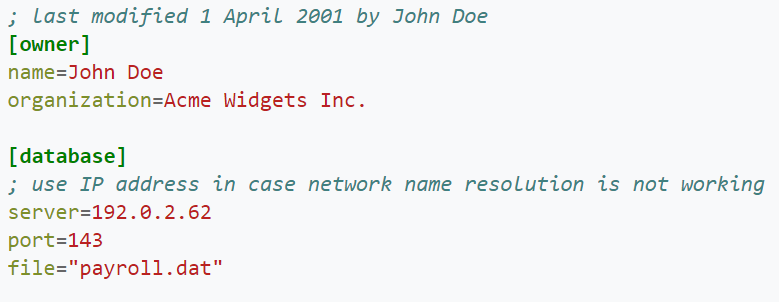 ; last modified 1 April 2001 by John Doe
[owner]
name=John Doe
organization=Acme Widgets Inc.
[database]
; use IP address in case network name resolution is not working
server=192.0.2.62
port=143
file="payroll.dat"